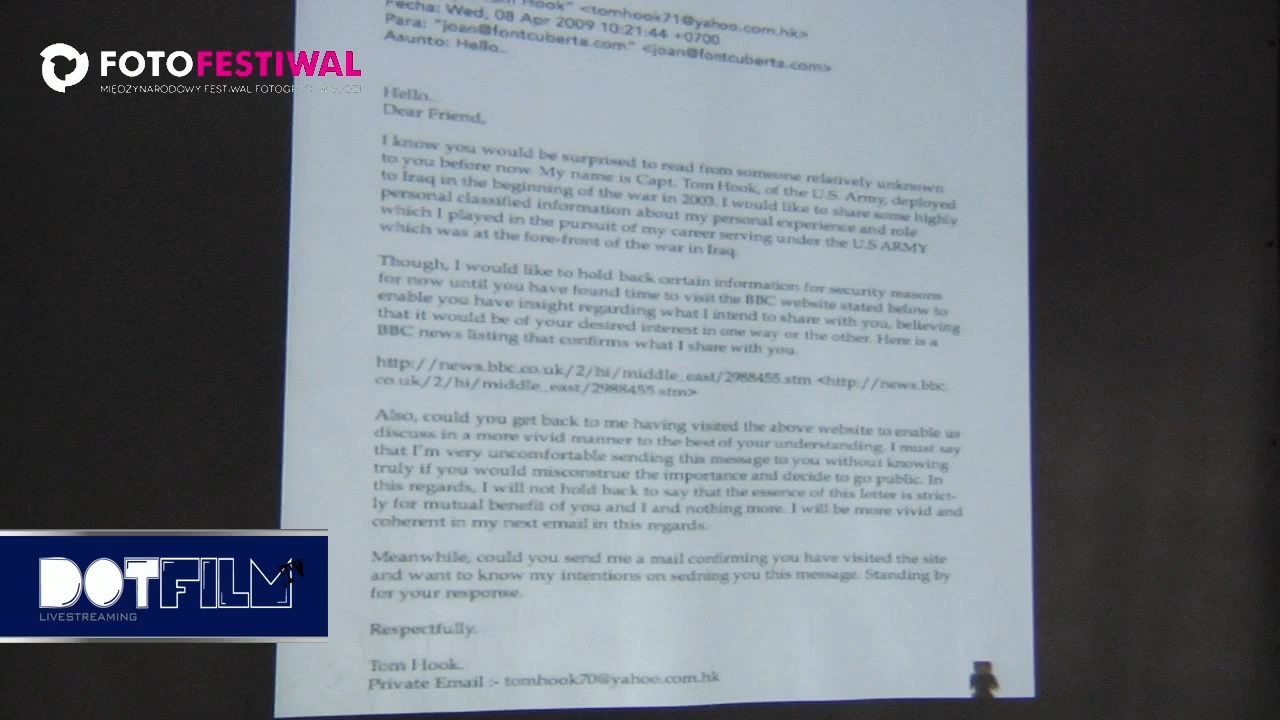 FOTOFESTIWAL
Tom Hook" <tomhook71@yahoo.com.hk>
Fecha: Wed, 08 Apr 2009 10:21:44 +0700
Para: "joan@fontcuberta.com" <joan@fontcuberta.com>
Asunto: Hello..
Hello..
Dear Friend,
I know you would be surprised to read from someone relatively unknown
to you before now. My name is Capt. Tom Hook, of the U.S. Army, deployed
to Iraq in the beginning of the war in 2003. I would like to share some highly
personal classified information about my personal experience and role
which I played in the pursuit of my career serving under the U.S ARMY
which was at the fore-front of the war in Iraq.
Though, I would like to hold back certain information for security reasons
for now until you have found time to visit the BBC website stated below to
enable you have insight regarding what I intend to share with you, believing
that it would be of your desired interest in one way or the other. Here is a
BBC news listing that confirms what I share with you.
http://news.bbc.co.uk/2/hi/middle_east/2988455.stm <http://news.bbc.
co.uk/2/hi/middle_east/2988455.stm>
Also, could you get back to me having visited the above website to enable us
discuss in a more vivid manner to the best of your understanding. I must say
that I'm very uncomfortable sending this message to you without knowing
truly if you would misconstrue the importance and decide to go public. In
this regards, I will not hold back to say that the essence of this letter is strict-
ly for mutual benefit of you and I and nothing more. I will be more vivid and
coherent in my next email in this regards.
Meanwhile, could you send me a mail confirming you have visited the site
and want to know my intentions on sedning you this message. Standing by
for your response.
Respectfully.
Tom Hook.
Private Email :- tomhook70@yahoo.com.hk
DOTFILM
LIVESTREAMING